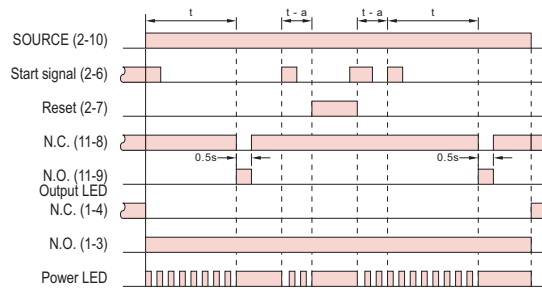 t t - a t - a t
SOURCE (2-10)
Start signal (2-6)
Reset (2-7)
N.C. (11-8)
0.5s 0.5s
N.O. (11-9)
Output LED
N.C. (1-4)
N.O. (1-3)
Power LED